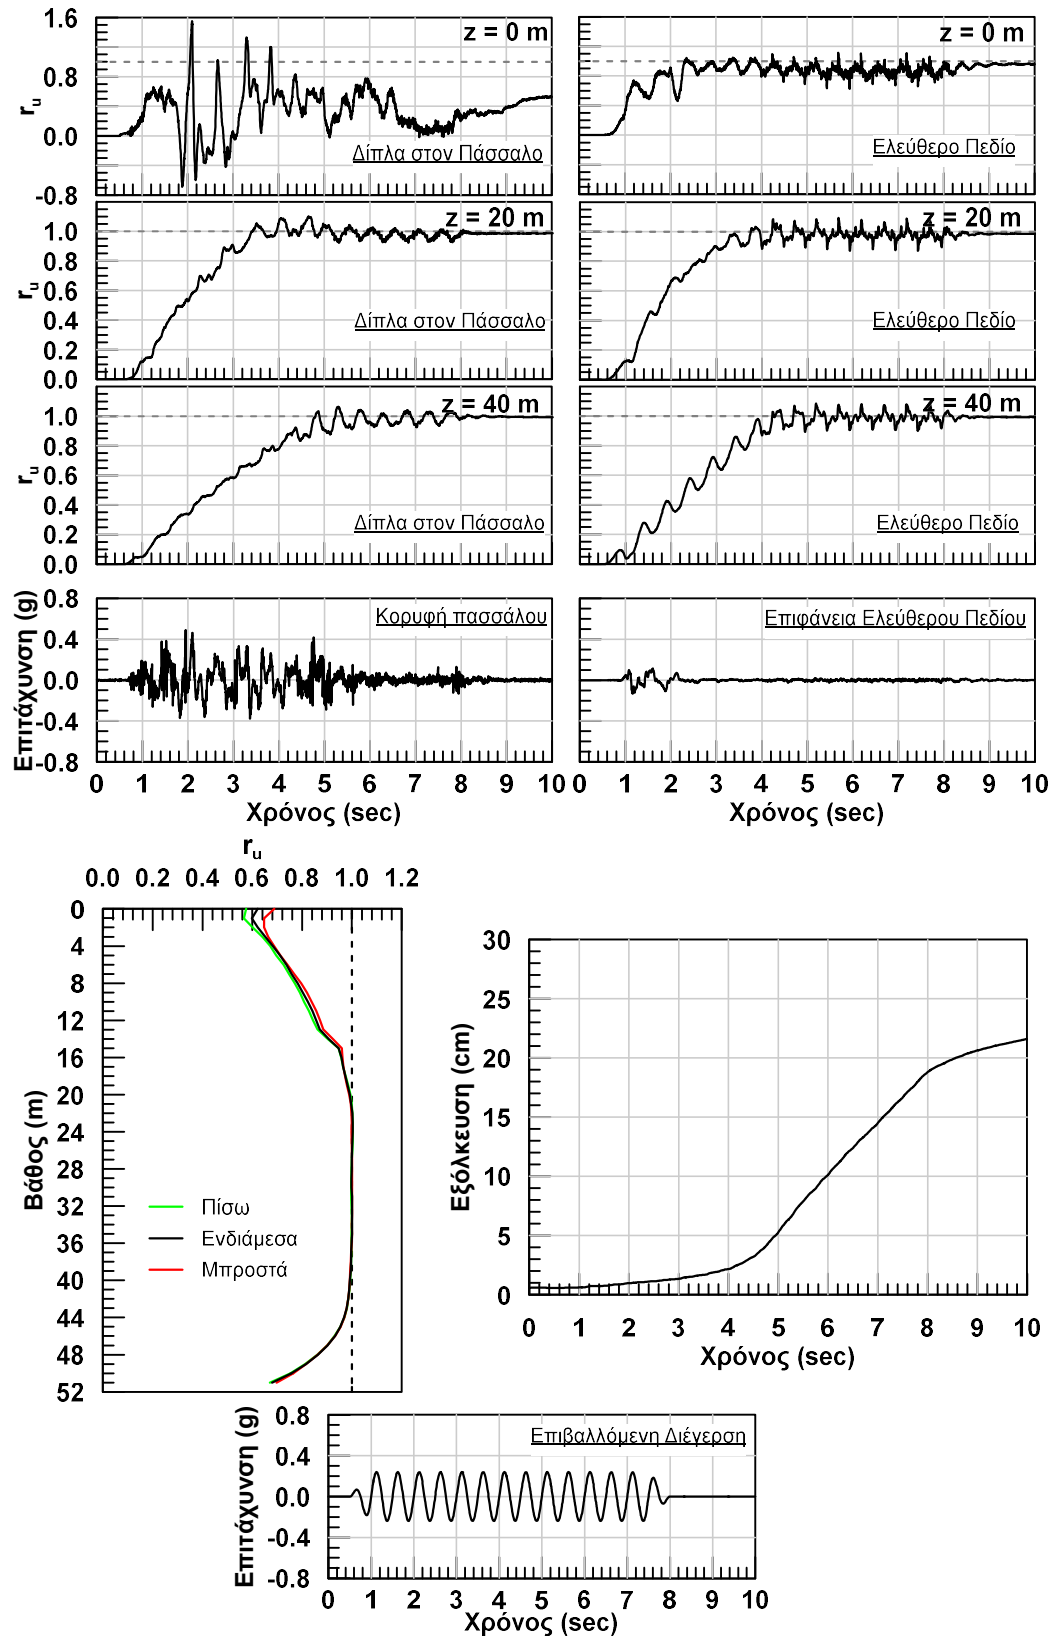 1.6
0.8
0.0
-0.8
r_u
z = 0 m
Δίπλα στον Πάσσαλο
z = 0 m
Ελεύθερο Πεδίο
1.0
0.8
0.6
0.4
0.2
0.0
r_u
z = 20 m
Δίπλα στον Πάσσαλο
z = 20 m
Ελεύθερο Πεδίο
1.0
0.8
0.6
0.4
0.2
0.0
r_u
z = 40 m
Δίπλα στον Πάσσαλο
z = 40 m
Ελεύθερο Πεδίο
0.8
0.4
0.0
-0.4
-0.8
Επιτάχυνση (g)
Κορυφή πασσάλου
Επιφάνεια Ελεύθερου Πεδίου
0 1 2 3 4 5 6 7 8 9 10
0 1 2 3 4 5 6 7 8 9 10
Χρόνος (sec)
Χρόνος (sec)
r_u
0.0 0.2 0.4 0.6 0.8 1.0 1.2
0
4
8
12
16
20
24
28
32
36
40
44
48
52
Βάθος (m)
Πίσω
Ενδιάμεσα
Μπροστά
30
25
20
15
10
5
0
Εξόλκευση (cm)
0 1 2 3 4 5 6 7 8 9 10
Χρόνος (sec)
0.8
0.4
0.0
-0.4
-0.8
Επιτάχυνση (g)
Επιβαλλόμενη Διέγερση
0 1 2 3 4 5 6 7 8 9 10
Χρόνος (sec)